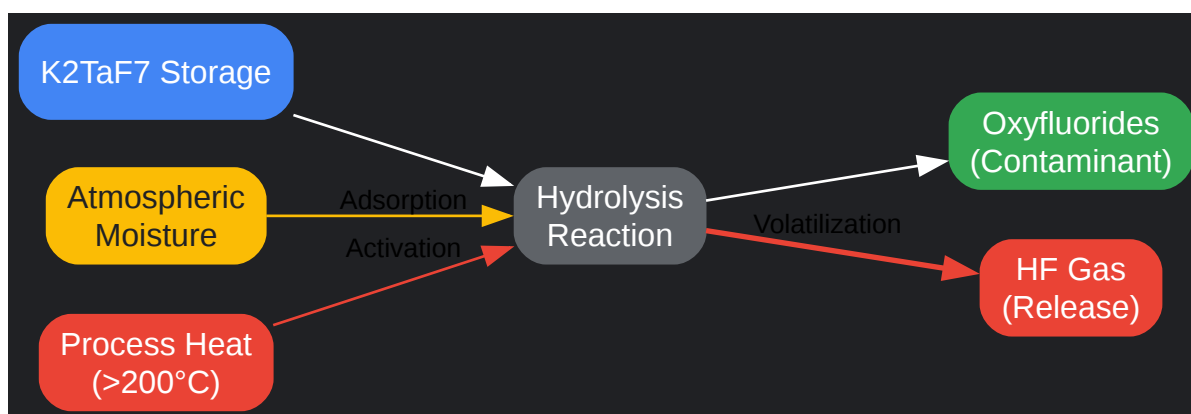 K2TaF7 Storage
Atmospheric
Moisture
Process Heat
(>200°C)
Adsorption
Activation
Hydrolysis
Reaction
Volatilization
Oxyfluorides
(Contaminant)
HF Gas
(Release)